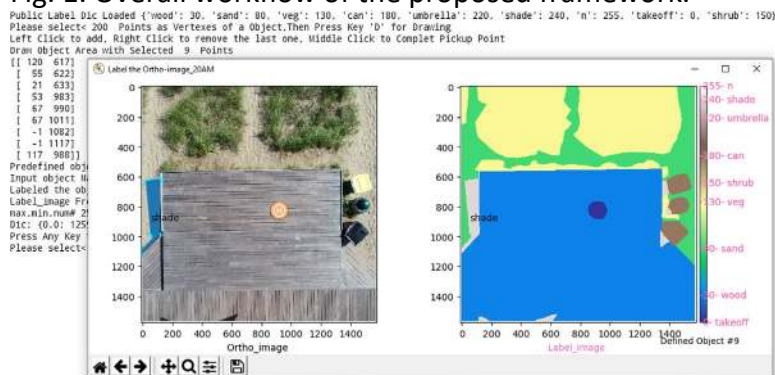 Fig. 1. Overall workflow of the proposed framework.
Public Label Dic Loaded {'wood': 30, 'sand': 80, 'veg': 130, 'can': 180, 'umbrella': 220, 'shade': 240, 'n': 255, 'takeoff': 0, 'shrub': 150}
Please select< 200 Points as Vertexes of a Object,Then Press Key 'D' for Drawing
Left Click to add, Right Click to remove the last one, Middle Click to Complet Pickup Point
Draw Object Area with Selected 9 Points
[[ 120 617]
[ 55 622]
[ 21 633]
[ 53 983]
[ 67 990]
[ 67 1011]
[ -1 1082]
[ -1 1117]
[ 117 988]]
Predefined obj
Input object Na
Labeled the ob
Label_image Fr
max.min.num# 25
Dic: {0.0: 125
Press Any Key
Please select<
Label the Ortho-image_20AM
0
200
400
600
800
1000
1200
1400
0 200 400 600 800 1000 1200 1400
Ortho_image
shade
0
200
400
600
800
1000
1200
1400
0 200 400 600 800 1000 1200 1400
Label_image
shade
255- n
240- shade
20- umbrella
80- can
50- shrub
130- veg
0- sand
0- wood
- takeoff
Defined Object #9